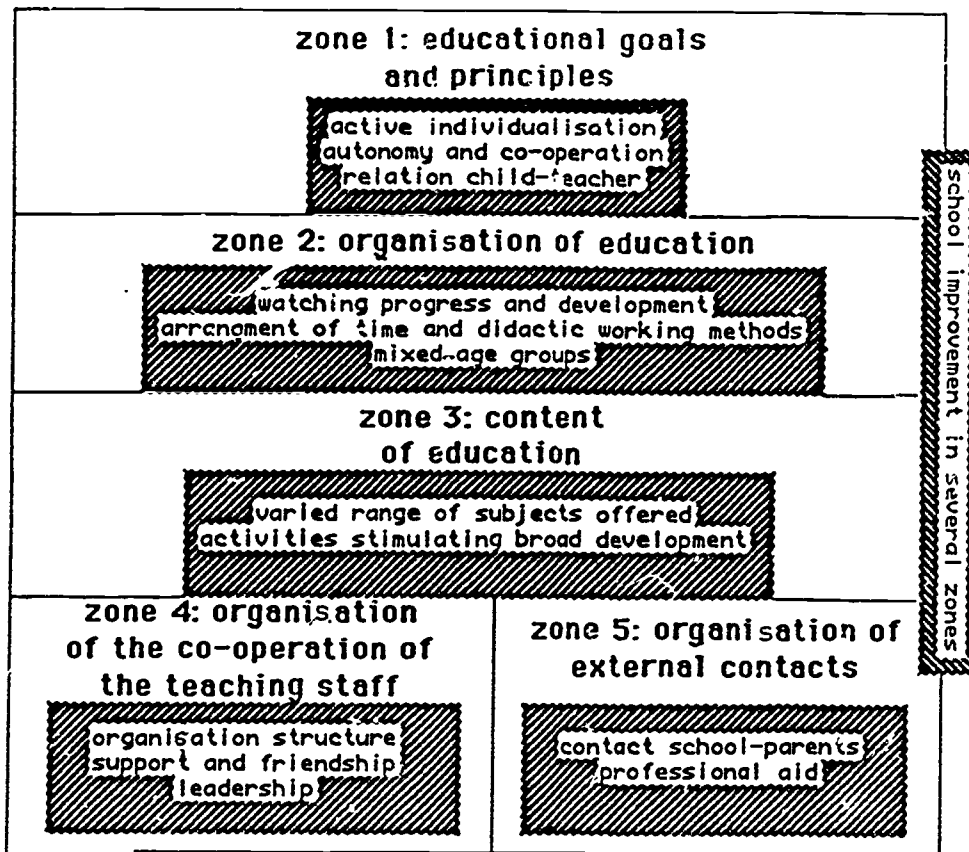 zone 1: educational goals
and principles
active individualisation
autonomy and co-operation
relation child-teacher
zone 2: organisation of education
watching progress and development
arrangment of time and didactic working methods
mixed-age groups
zone 3: content
of education
varied range of subjects offered
activities stimulating broad development
zone 4: organisation
of the co-operation of
the teaching staff
organisation structure
support and friendship
leadership
zone 5: organisation of
external contacts
contact school-parents
professional aid
school improvement in several zones